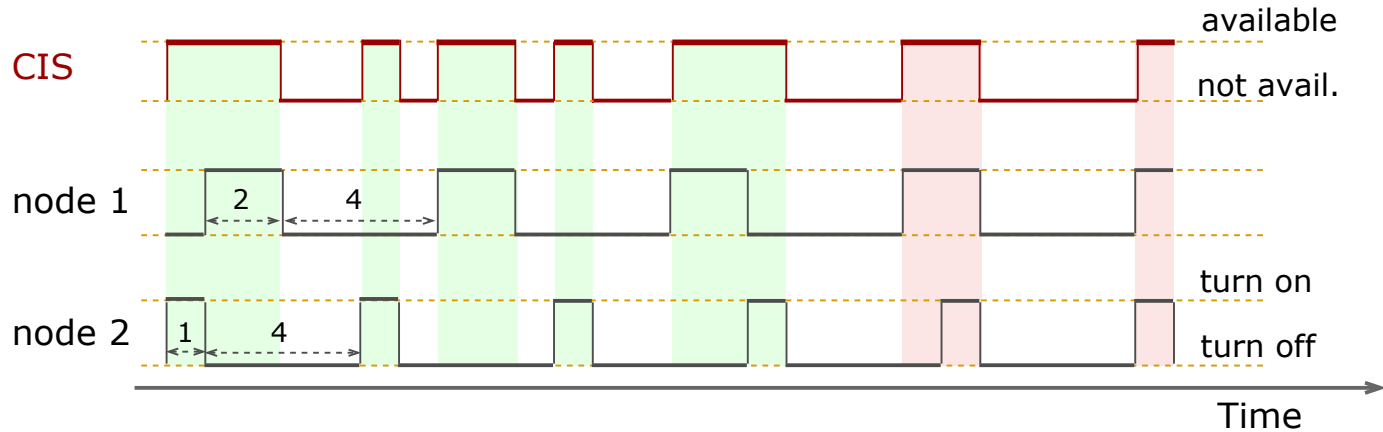 available
CIS
not avail.
node 1
2
4
turn on
node 2
1
4
turn off
Time